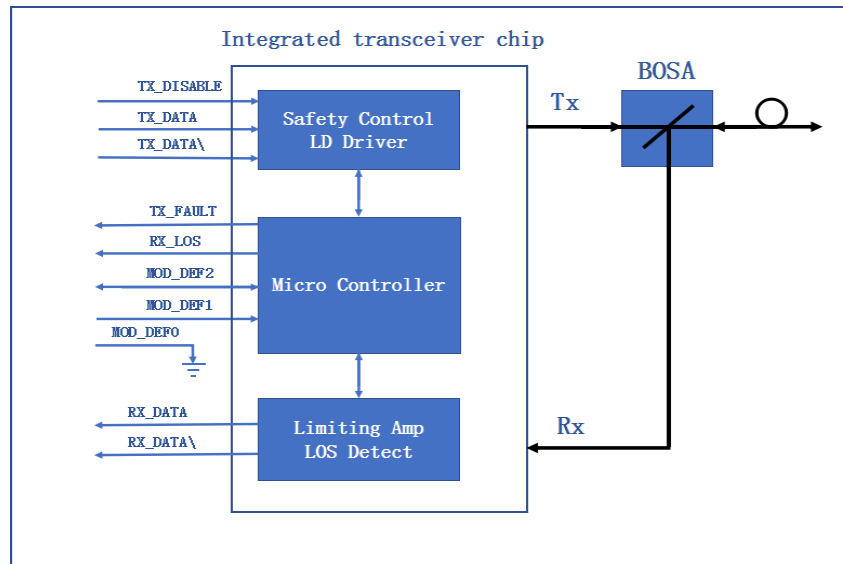 Integrated transceiver chip
BOSA
TX_DISABLE
TX_DATA
TX_DATA\
Safety Control
LD Driver
Tx
TX_FAULT
RX_LOS
MOD_DEF2
MOD_DEF1
MOD_DEF0
Micro Controller
RX_DATA
RX_DATA\
Limiting Amp
LOS Detect
Rx